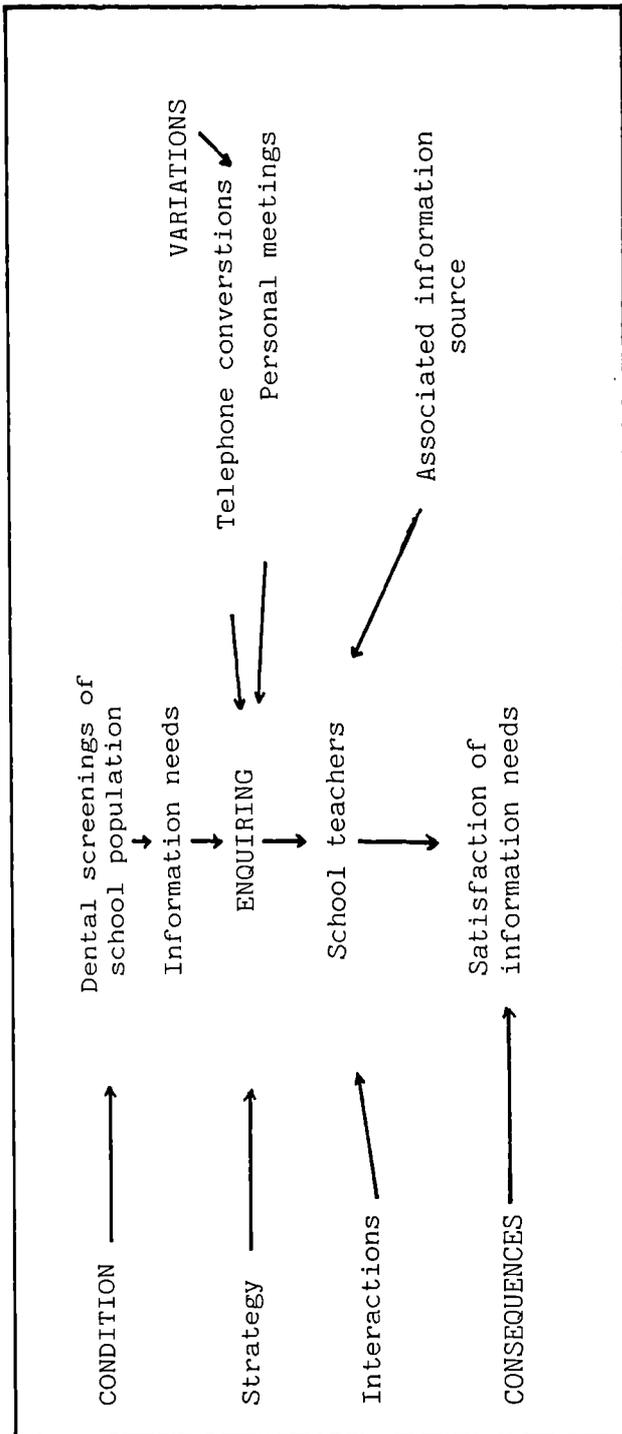 VARIATIONS
Telephone converstions
Personal meetings
Dental screenings of
school population
Information needs
ENQUIRING
School teachers
Associated information
source
Satisfaction of
information needs
CONDITION
Strategy
Interactions
CONSEQUENCES